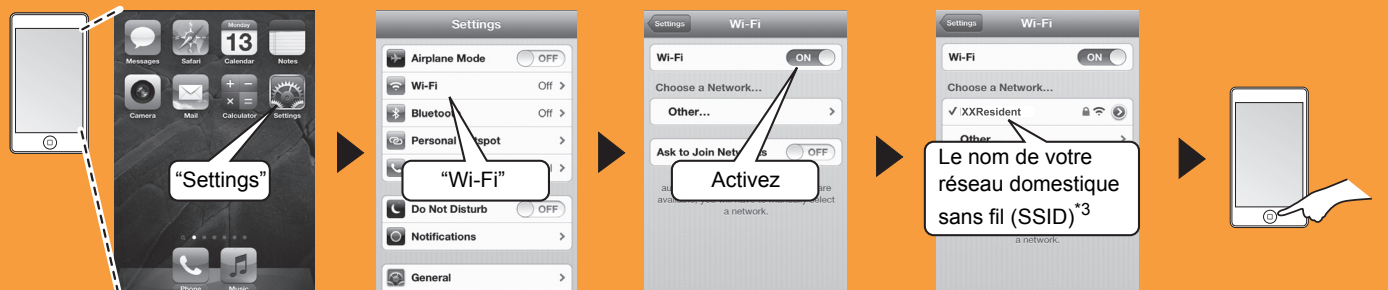 Monday
13
Messages
Safari
Calendar
Notes
Camera
Mail
Calculator
Settings
“Settings”
Phone
Music
Settings
Airplane Mode
OFF
Wi-Fi
Off
Off
Personal
“Wi-Fi”
Do Not Disturb
OFF
Notifications
General
Settings
Wi-Fi
Wi-Fi
ON
Choose a Network...
Other...
Ask to Join
OFF
Activez
a network.
Settings
Wi-Fi
Wi-Fi
ON
Choose a Network...
XXResident
Other
Le nom de votre
réseau domestique
sans fil (SSID)*3
a network.